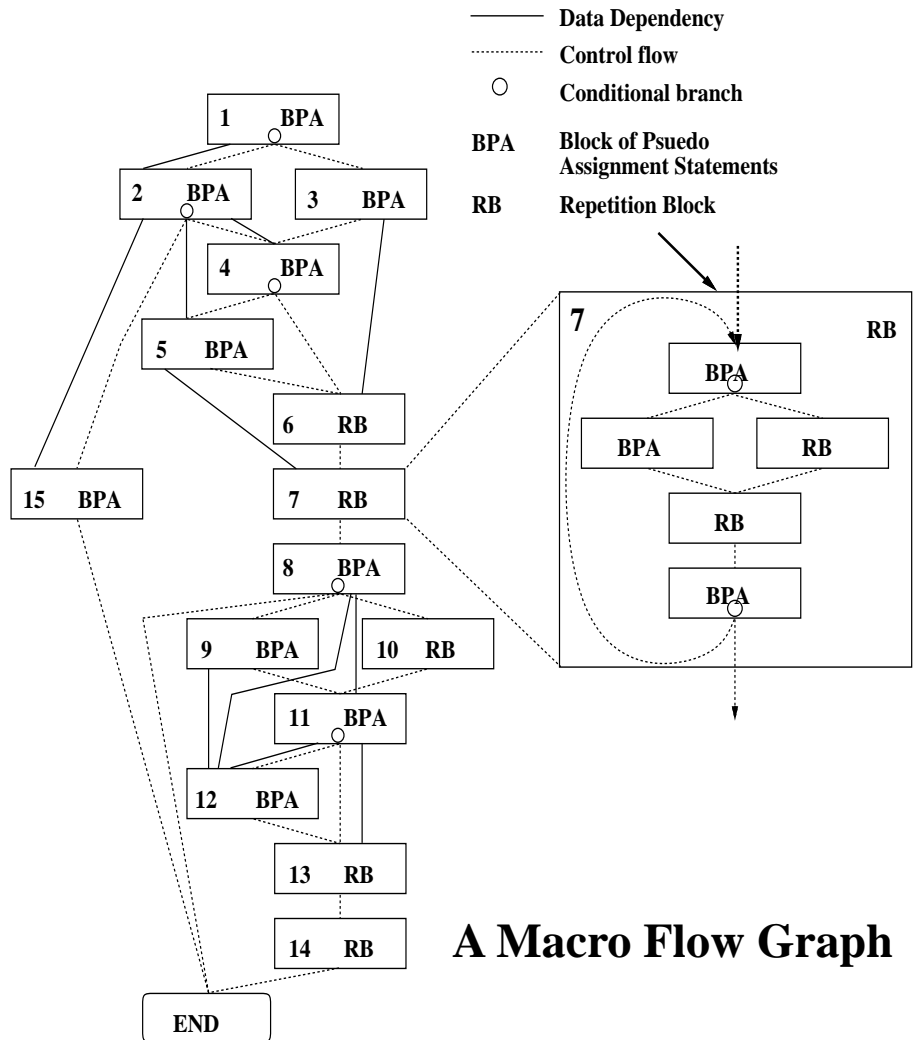 Data Dependency
Control flow
Conditional branch
BPA Block of Psuedo
Assignment Statements
RB Repetition Block
1 BPA
2 BPA
3 BPA
4 BPA
5 BPA
6 RB
15 BPA
7 RB
8 BPA
9 BPA
10 RB
11 BPA
12 BPA
13 RB
14 RB
END
7 RB
BPA
BPA RB
RB
BPA
A Macro Flow Graph